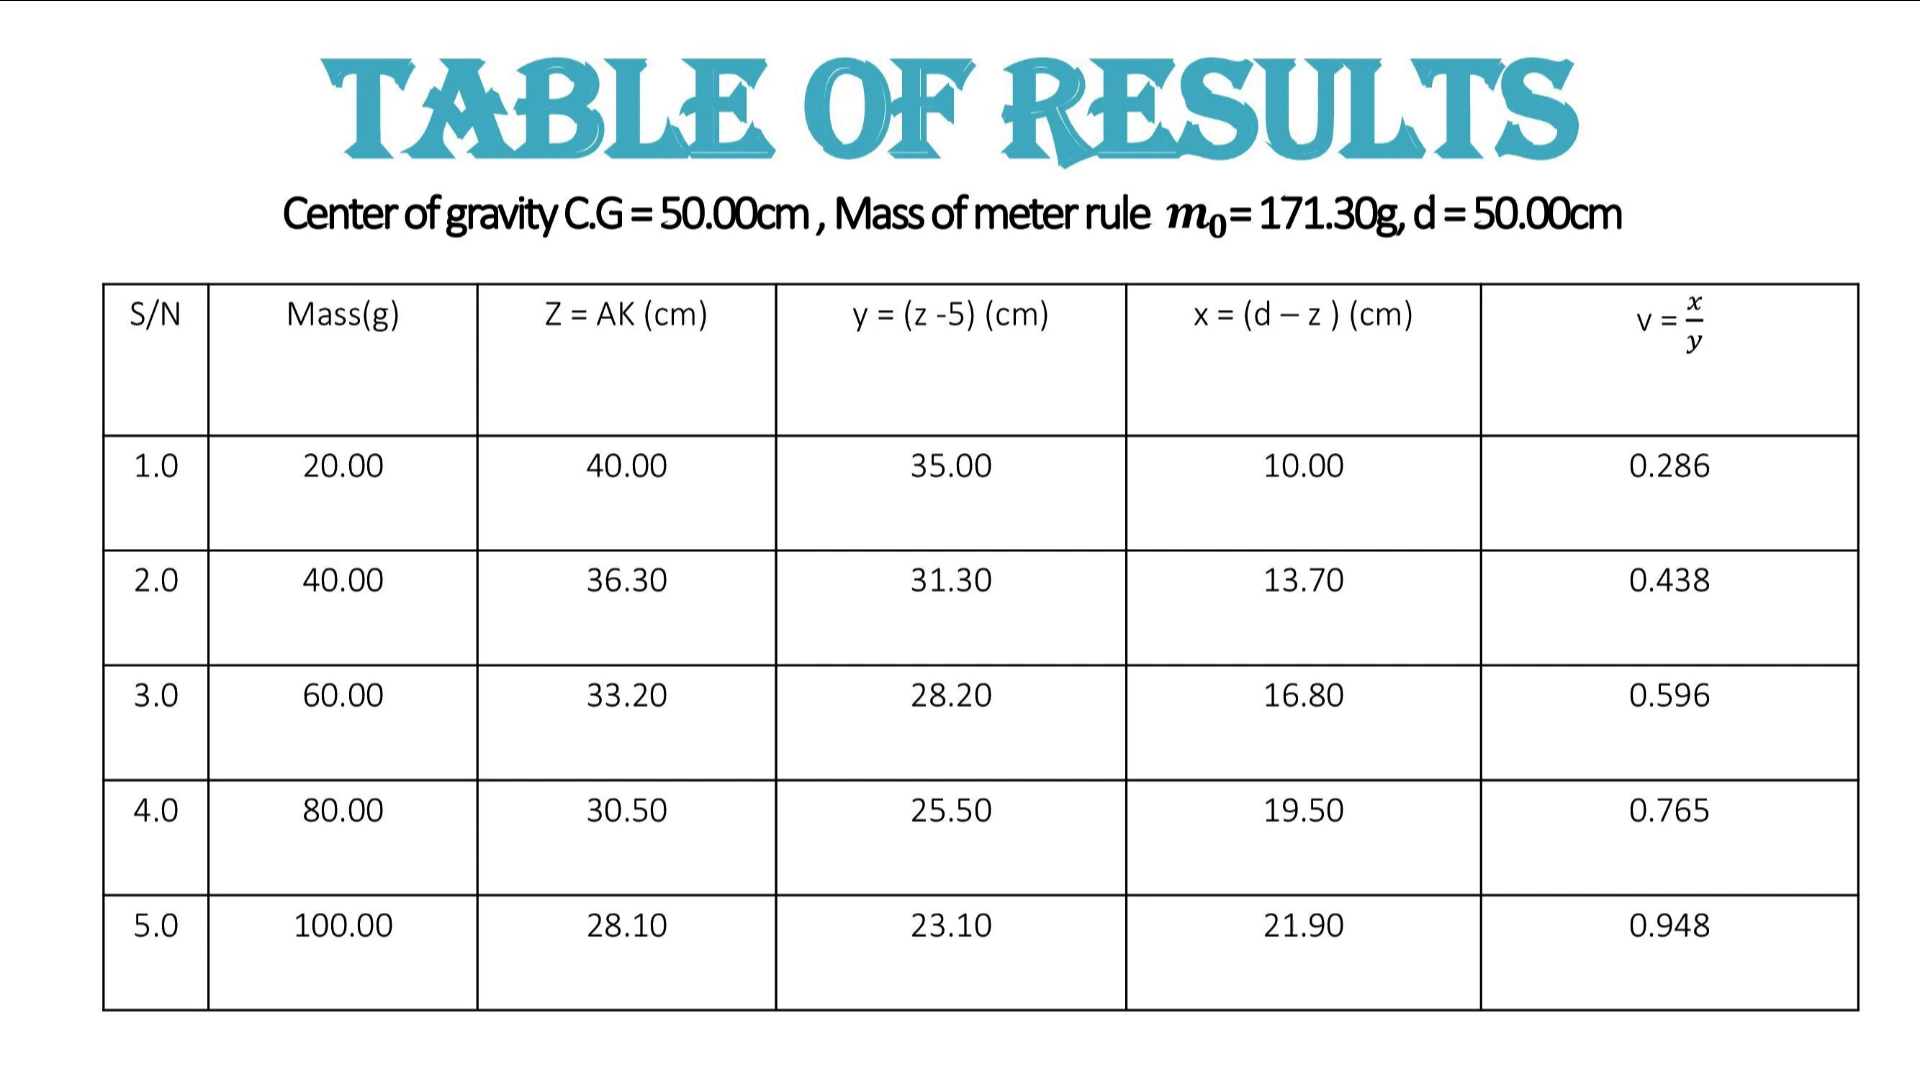 TABLE OF RESULTS
Center of gravity C.G = 50.00cm , Mass of meter rule m₀= 171.30g, d = 50.00cm
S/N Mass(g) Z = AK (cm) y = (z -5) (cm) x = (d – z ) (cm) v = x/y
1.0 20.00 40.00 35.00 10.00 0.286
2.0 40.00 36.30 31.30 13.70 0.438
3.0 60.00 33.20 28.20 16.80 0.596
4.0 80.00 30.50 25.50 19.50 0.765
5.0 100.00 28.10 23.10 21.90 0.948